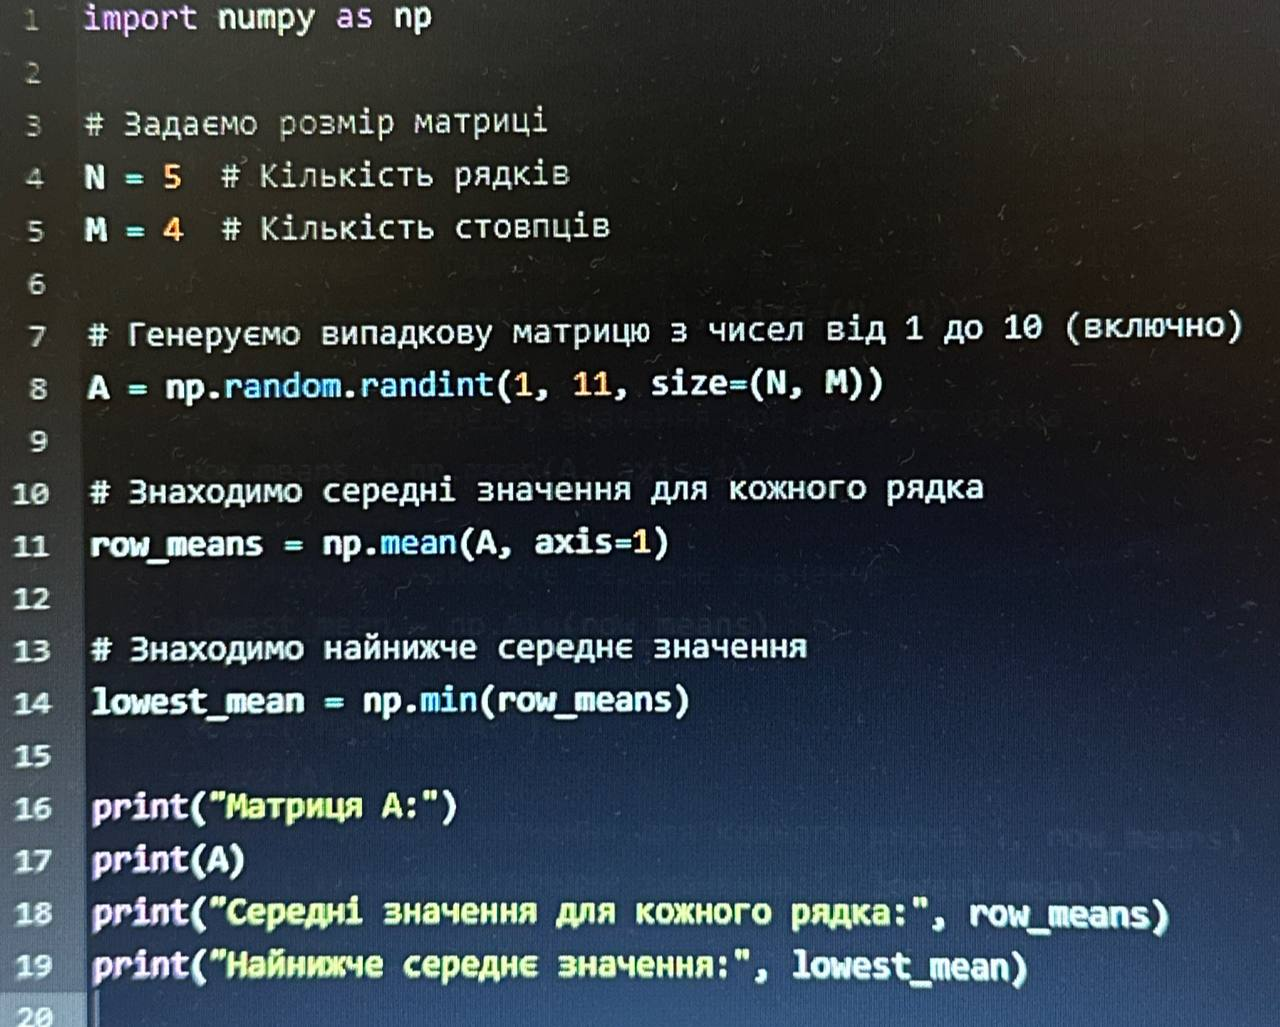 1 import numpy as np
2
3 # Задаємо розмір матриці
4 N = 5  # Кількість рядків
5 M = 4  # Кількість стовпців
6
7 # Генеруємо випадкову матрицю з чисел від 1 до 10 (включно)
8 A = np.random.randint(1, 11, size=(N, M))
9
10 # Знаходимо середні значення для кожного рядка
11 row_means = np.mean(A, axis=1)
12
13 # Знаходимо найнижче середнє значення
14 lowest_mean = np.min(row_means)
15
16 print("Матриця A:")
17 print(A)
18 print("Середні значення для кожного рядка:", row_means)
19 print("Найнижче середнє значення:", lowest_mean)
20